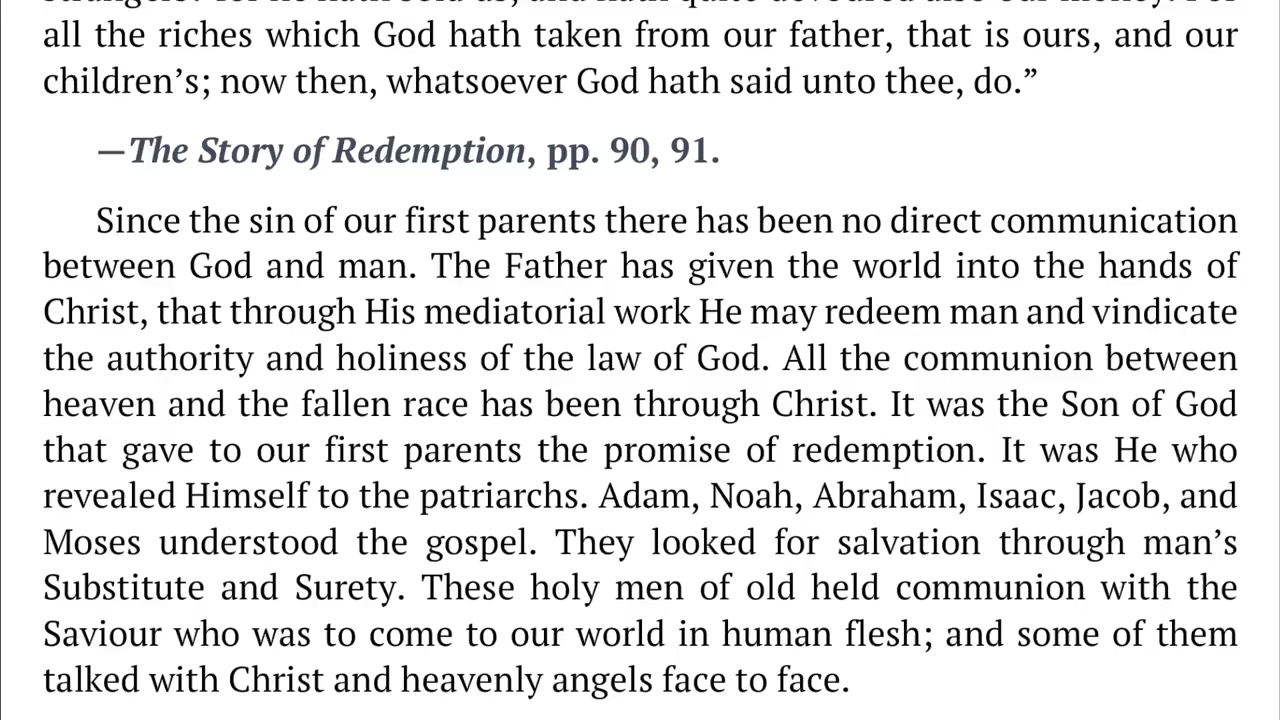 all the riches which God hath taken from our father, that is ours, and our
children’s; now then, whatsoever God hath said unto thee, do.”
—The Story of Redemption, pp. 90, 91.
Since the sin of our first parents there has been no direct communication
between God and man. The Father has given the world into the hands of
Christ, that through His mediatorial work He may redeem man and vindicate
the authority and holiness of the law of God. All the communion between
heaven and the fallen race has been through Christ. It was the Son of God
that gave to our first parents the promise of redemption. It was He who
revealed Himself to the patriarchs. Adam, Noah, Abraham, Isaac, Jacob, and
Moses understood the gospel. They looked for salvation through man’s
Substitute and Surety. These holy men of old held communion with the
Saviour who was to come to our world in human flesh; and some of them
talked with Christ and heavenly angels face to face.